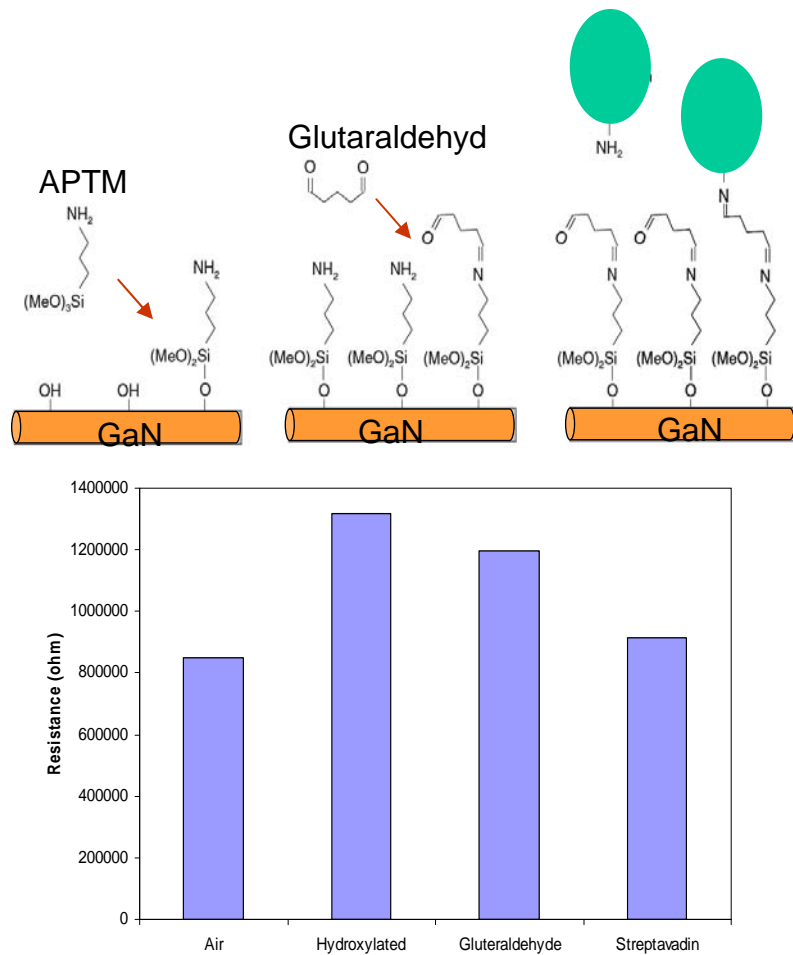 Glutaraldehyd
APTM
NH₂
(MeO)₃Si
NH₂
(MeO)₂Si
O
OH
OH
GaN
O
O
O
NH₂
NH₂
N
(MeO)₂Si
(MeO)₂Si
(MeO)₂Si
O
O
O
GaN
NH₂
N
O
O
N
N
N
(MeO)₂Si
(MeO)₂Si
(MeO)₂Si
O
O
O
GaN
Resistance (ohm)
1400000
1200000
1000000
800000
600000
400000
200000
0
Air
Hydroxylated
Gluteraldehyde
Streptavadin